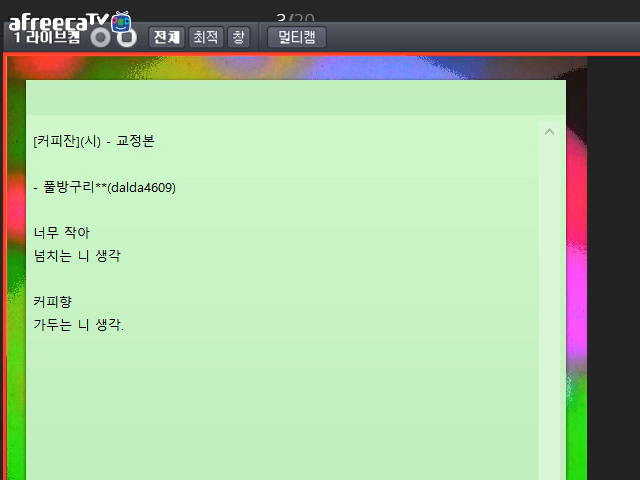 afreecaTV
3/20
1 라이브캠
전체 최적 창 멀티캠
[커피잔](시) - 교정본
- 풀방구리**(dalda4609)
너무 작아
넘치는 니 생각
커피향
가두는 니 생각.